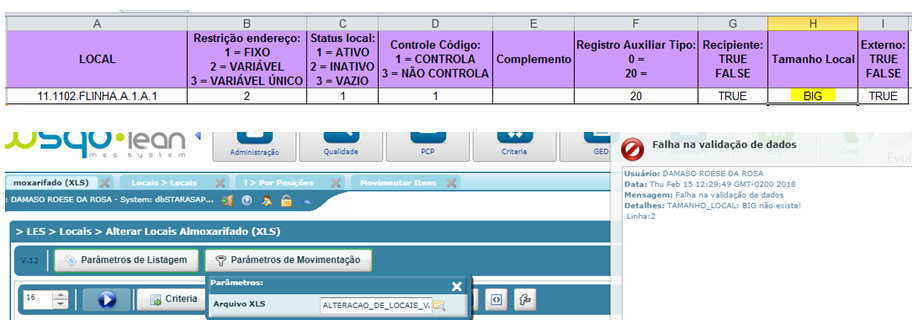 A B C D E F G H I
LOCAL
Restrição endereço:
1 = FIXO
2 = VARIÁVEL
3 = VARIÁVEL ÚNICO
Status local:
1 = ATIVO
2 = INATIVO
3 = VAZIO
Controle Código:
1 = CONTROLA
3 = NÃO CONTROLA
Complemento
Registro Auxiliar Tipo:
0 =
20 =
Recipiente:
TRUE
FALSE
Tamanho Local
Externo:
TRUE
FALSE
11.1102.FLINHA.A.1.A.1 2 1 1 20 TRUE BIG TRUE
lean
mes system
Administração Qualidade PCP Criteria GED
moxarifado (XLS) Locais > Locais I > Por Posições Movimentar Itens
DAMASO ROESE DA ROSA - System: dbSTARASAP...
> LES > Locais > Alterar Locais Almoxarifado (XLS)
V.12 Parâmetros de Listagem Parâmetros de Movimentação
Parâmetros:
16 Criteria
Arquivo XLS ALTERACAO_DE_LOCAIS_V.
Falha na validação de dados
Usuário: DAMASO ROESE DA ROSA
Data: Thu Feb 15 12:29:49 GMT-0200 2018
Mensagem: Falha na validação de dados
Detalhes: TAMANHO_LOCAL: BIG não existe!
Linha:2